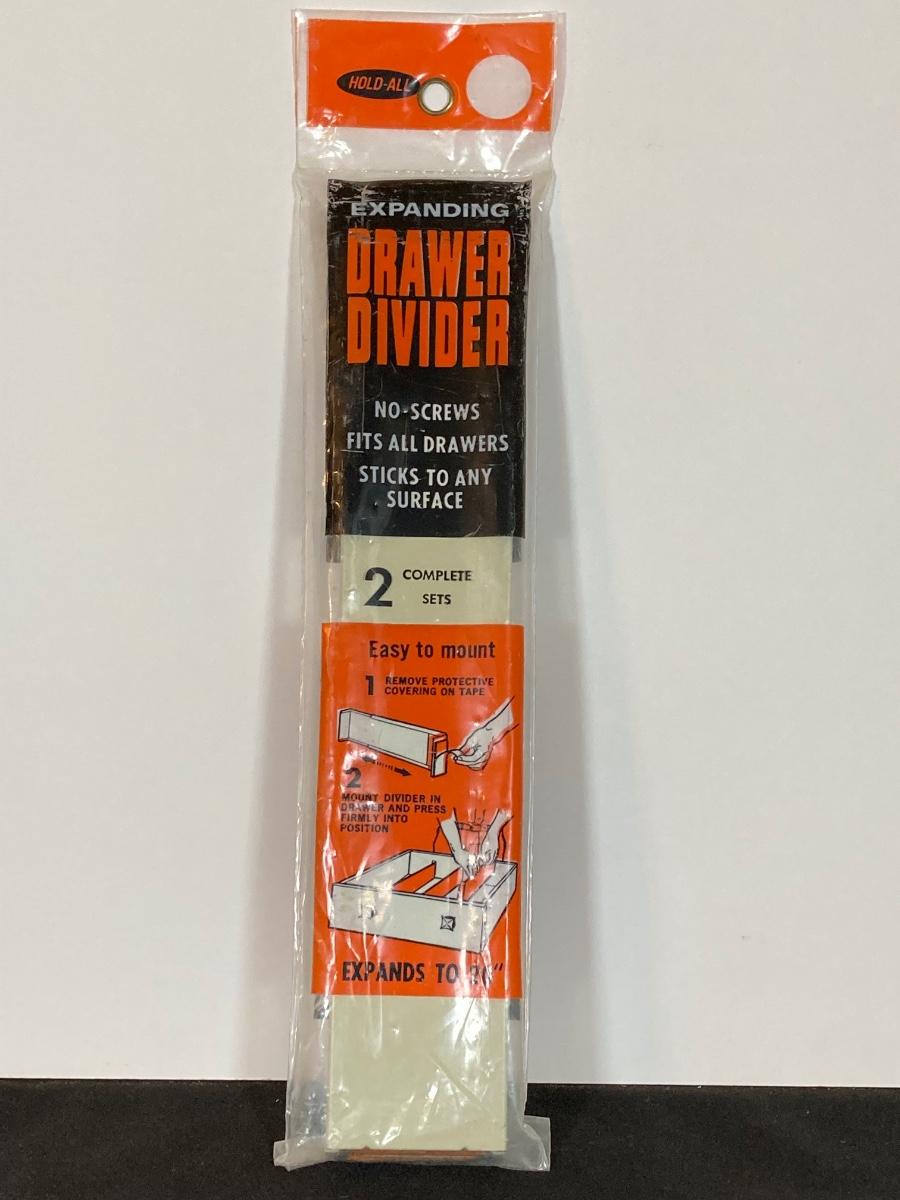 HOLD-ALL
EXPANDING
DRAWER
DIVIDER
NO-SCREWS
FITS ALL DRAWERS
STICKS TO ANY
SURFACE
2 COMPLETE
SETS
Easy to mount
1 REMOVE PROTECTIVE
COVERING ON TAPE
2
MOUNT DIVIDER IN
DRAWER AND PRESS
FIRMLY INTO
POSITION
EXPANDS TO